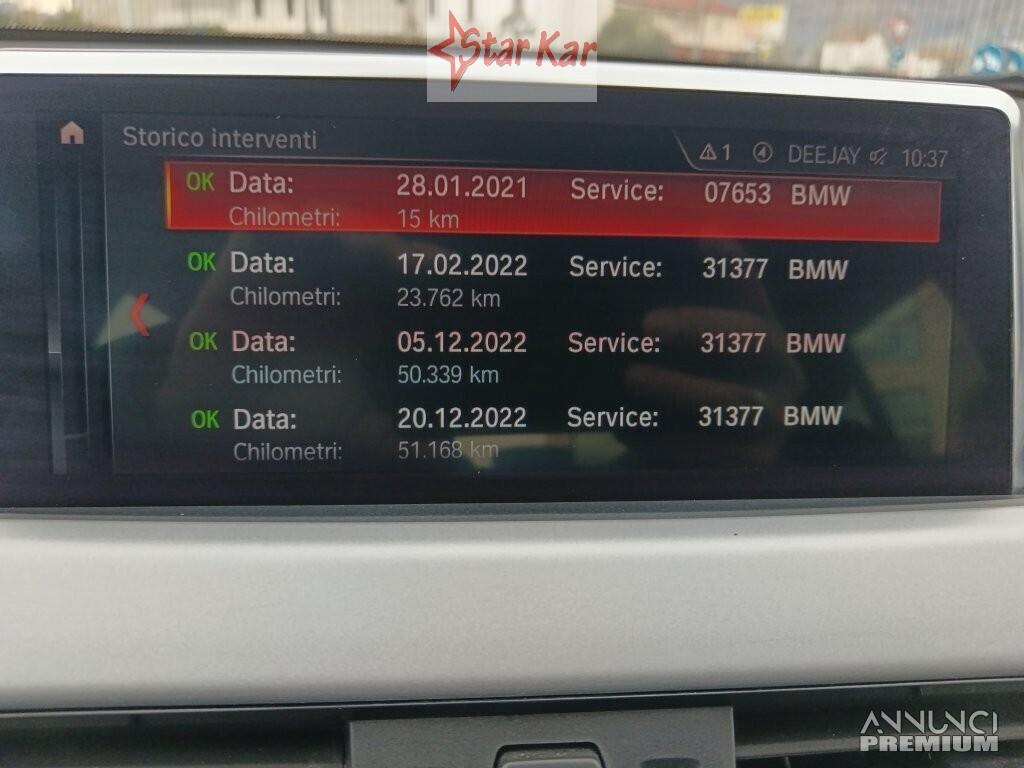 Star Kar
Storico interventi
1 DEEJAY 10:37
OK Data: 28.01.2021 Service: 07653 BMW
Chilometri: 15 km
OK Data: 17.02.2022 Service: 31377 BMW
Chilometri: 23.762 km
OK Data: 05.12.2022 Service: 31377 BMW
Chilometri: 50.339 km
OK Data: 20.12.2022 Service: 31377 BMW
Chilometri: 51.168 km
ANNUNCI
PREMIUM